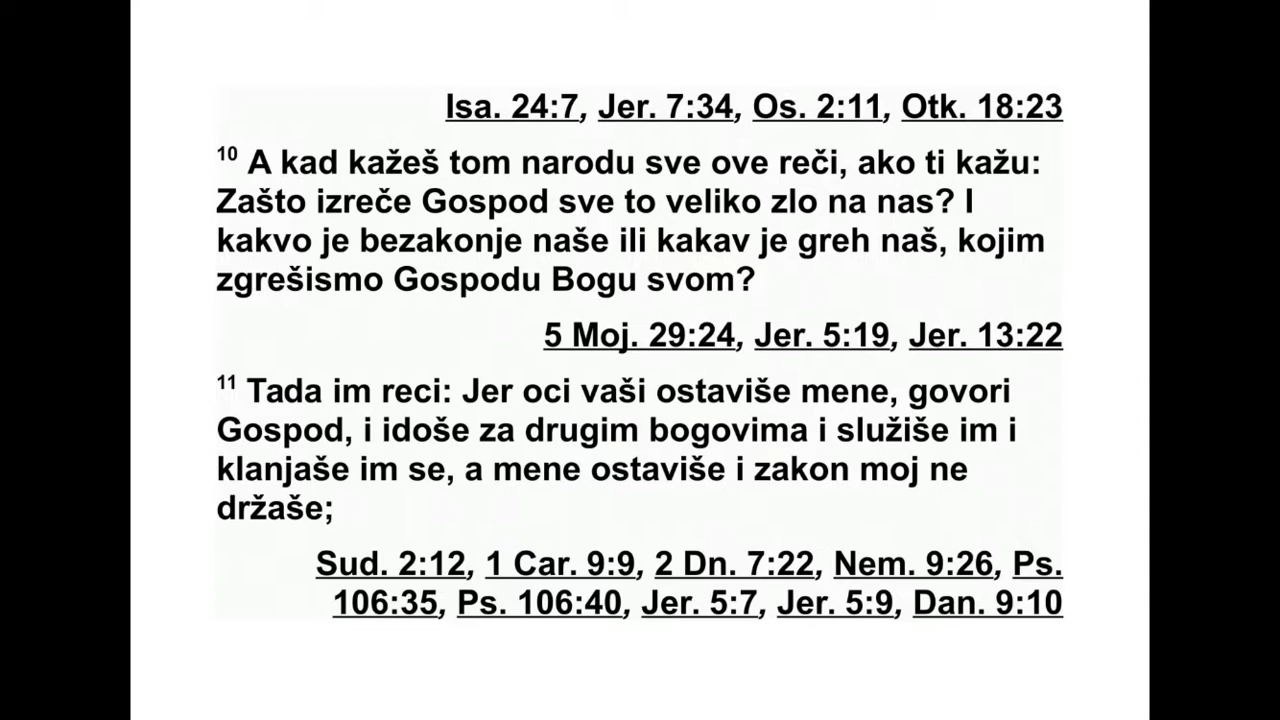 Isa. 24:7, Jer. 7:34, Os. 2:11, Otk. 18:23
10 A kad kažeš tom narodu sve ove reči, ako ti kažu:
Zašto izreče Gospod sve to veliko zlo na nas? I
kakvo je bezakonje naše ili kakav je greh naš, kojim
zgrešismo Gospodu Bogu svom?
5 Moj. 29:24, Jer. 5:19, Jer. 13:22
11 Tada im reci: Jer oci vaši ostaviše mene, govori
Gospod, i idoše za drugim bogovima i služiše im i
klanjaše im se, a mene ostaviše i zakon moj ne
držaše;
Sud. 2:12, 1 Car. 9:9, 2 Dn. 7:22, Nem. 9:26, Ps.
106:35, Ps. 106:40, Jer. 5:7, Jer. 5:9, Dan. 9:10